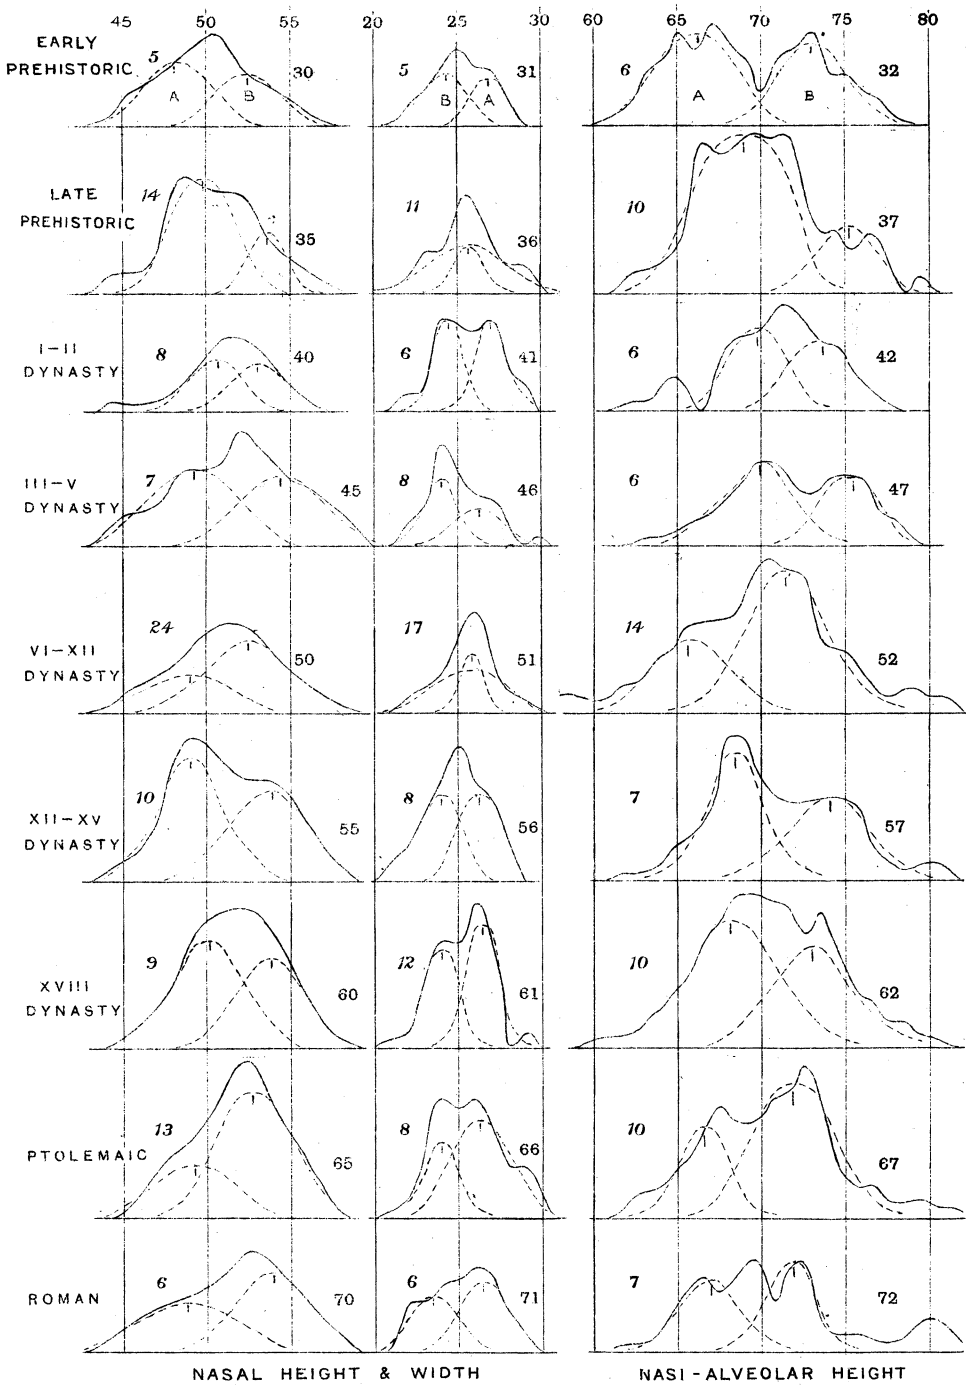 45 50 55 20 25 30 60 65 70 75 80
EARLY
PREHISTORIC
5 30 5 31 6 32
A B B A A B
LATE
PREHISTORIC
14 35 11 36 10 37
I-II
DYNASTY
8 40 6 41 6 42
III-V
DYNASTY
7 45 8 46 6 47
VI-XII
DYNASTY
24 50 17 51 14 52
XII-XV
DYNASTY
10 55 8 56 7 57
XVIII
DYNASTY
9 60 12 61 10 62
PTOLEMAIC
13 65 8 66 10 67
ROMAN
6 70 6 71 7 72
NASAL HEIGHT & WIDTH NASI-ALVEOLAR HEIGHT